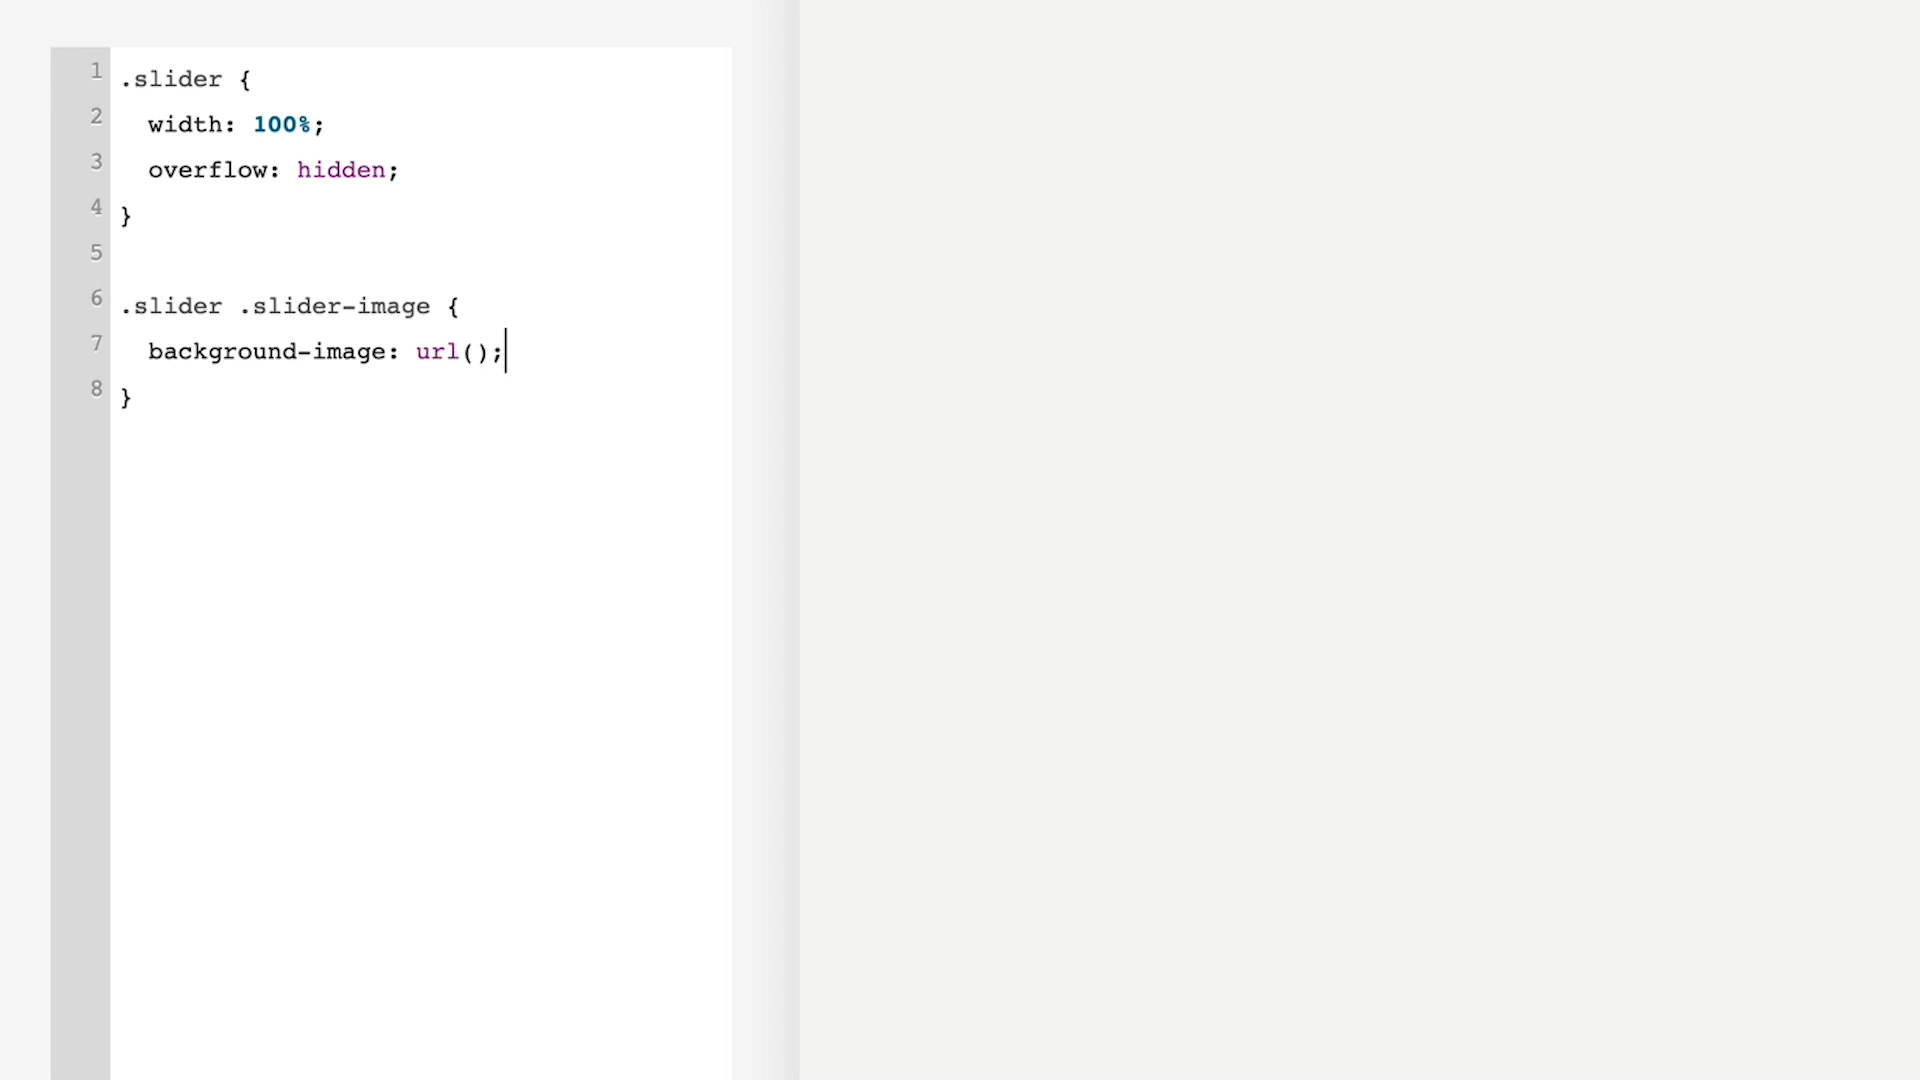 1 .slider {
2 width: 100%;
3 overflow: hidden;
4 }
5
6 .slider .slider-image {
7 background-image: url();
8 }